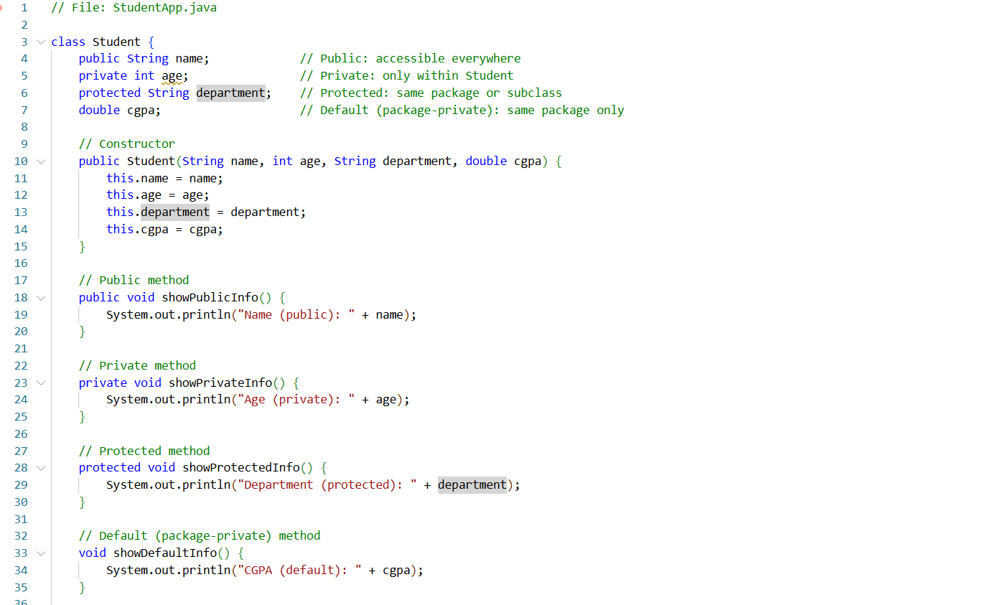 1 // File: StudentApp.java
2
3 class Student {
4     public String name;             // Public: accessible everywhere
5     private int age;                // Private: only within Student
6     protected String department;    // Protected: same package or subclass
7     double cgpa;                    // Default (package-private): same package only
8
9     // Constructor
10     public Student(String name, int age, String department, double cgpa) {
11         this.name = name;
12         this.age = age;
13         this.department = department;
14         this.cgpa = cgpa;
15     }
16
17     // Public method
18     public void showPublicInfo() {
19         System.out.println("Name (public): " + name);
20     }
21
22     // Private method
23     private void showPrivateInfo() {
24         System.out.println("Age (private): " + age);
25     }
26
27     // Protected method
28     protected void showProtectedInfo() {
29         System.out.println("Department (protected): " + department);
30     }
31
32     // Default (package-private) method
33     void showDefaultInfo() {
34         System.out.println("CGPA (default): " + cgpa);
35     }
36